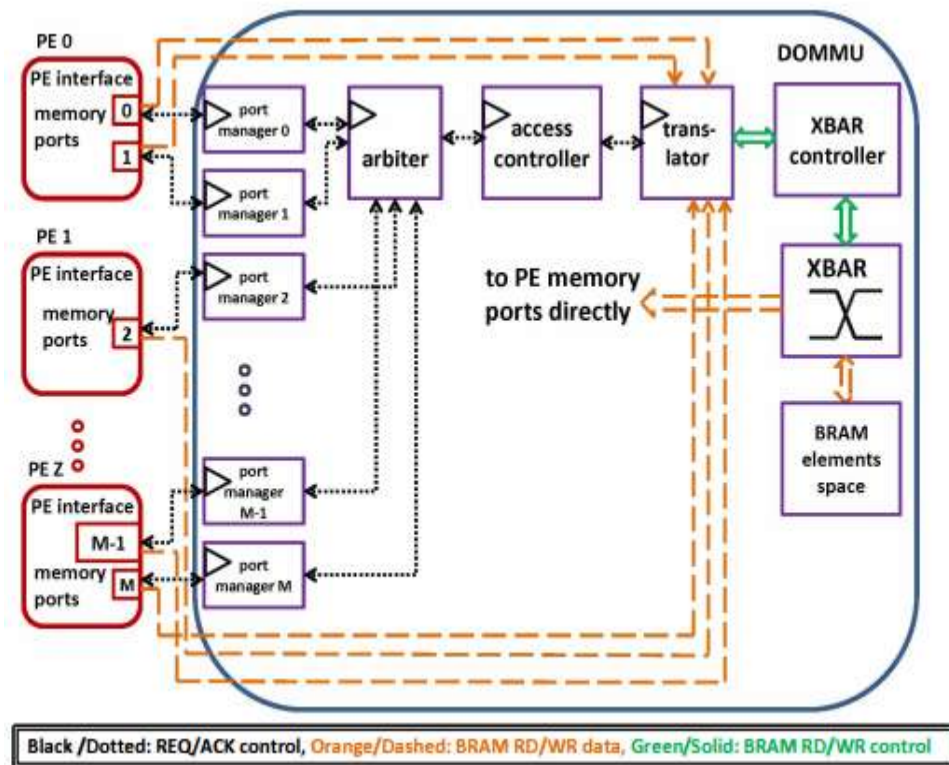 PE 0
PE interface
memory
ports
0
1
PE 1
PE interface
memory
ports
2
PE Z
PE interface
M-1
memory
ports
M
DOMMU
port
manager 0
port
manager 1
port
manager 2
port
manager
M-1
port
manager M
arbiter
access
controller
trans-
lator
XBAR
controller
XBAR
to PE memory
ports directly
BRAM
elements
space
Black /Dotted: REQ/ACK control, Orange/Dashed: BRAM RD/WR data, Green/Solid: BRAM RD/WR control